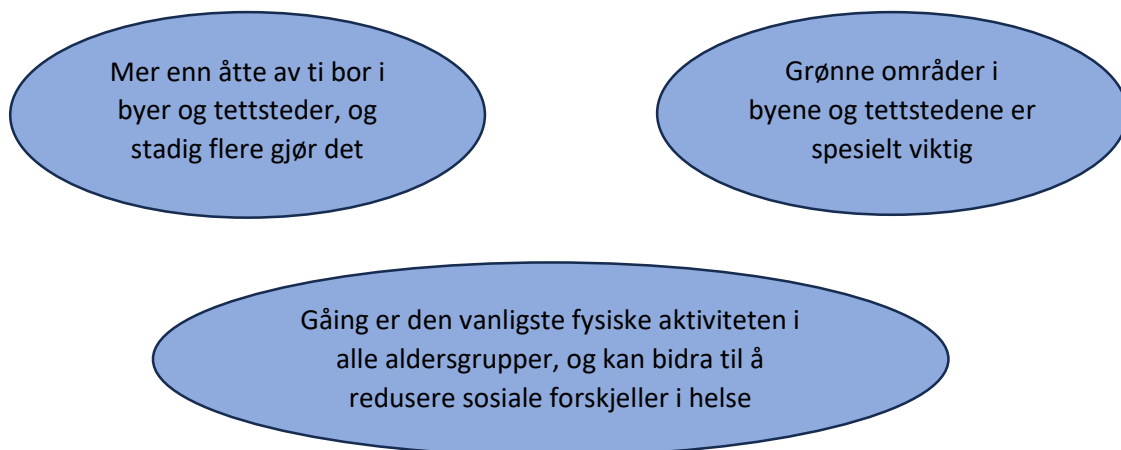 Mer enn åtte av ti bor i
byer og tettsteder, og
stadig flere gjør det
Grønne områder i
byene og tettstedene er
spesielt viktig
Gåing er den vanligste fysiske aktiviteten i
alle aldersgrupper, og kan bidra til å
redusere sosiale forskjeller i helse